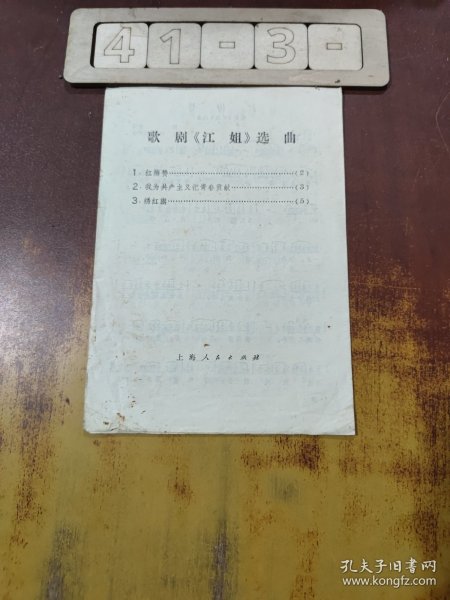 41-3-
歌剧《江姐》选曲
1. 红梅赞……………………………(2)
2. 我为共产主义把青春贡献………………(3)
3. 绣红旗……………………………(5)
上海人民出版社
孔夫子旧书网
www.kongfz.com